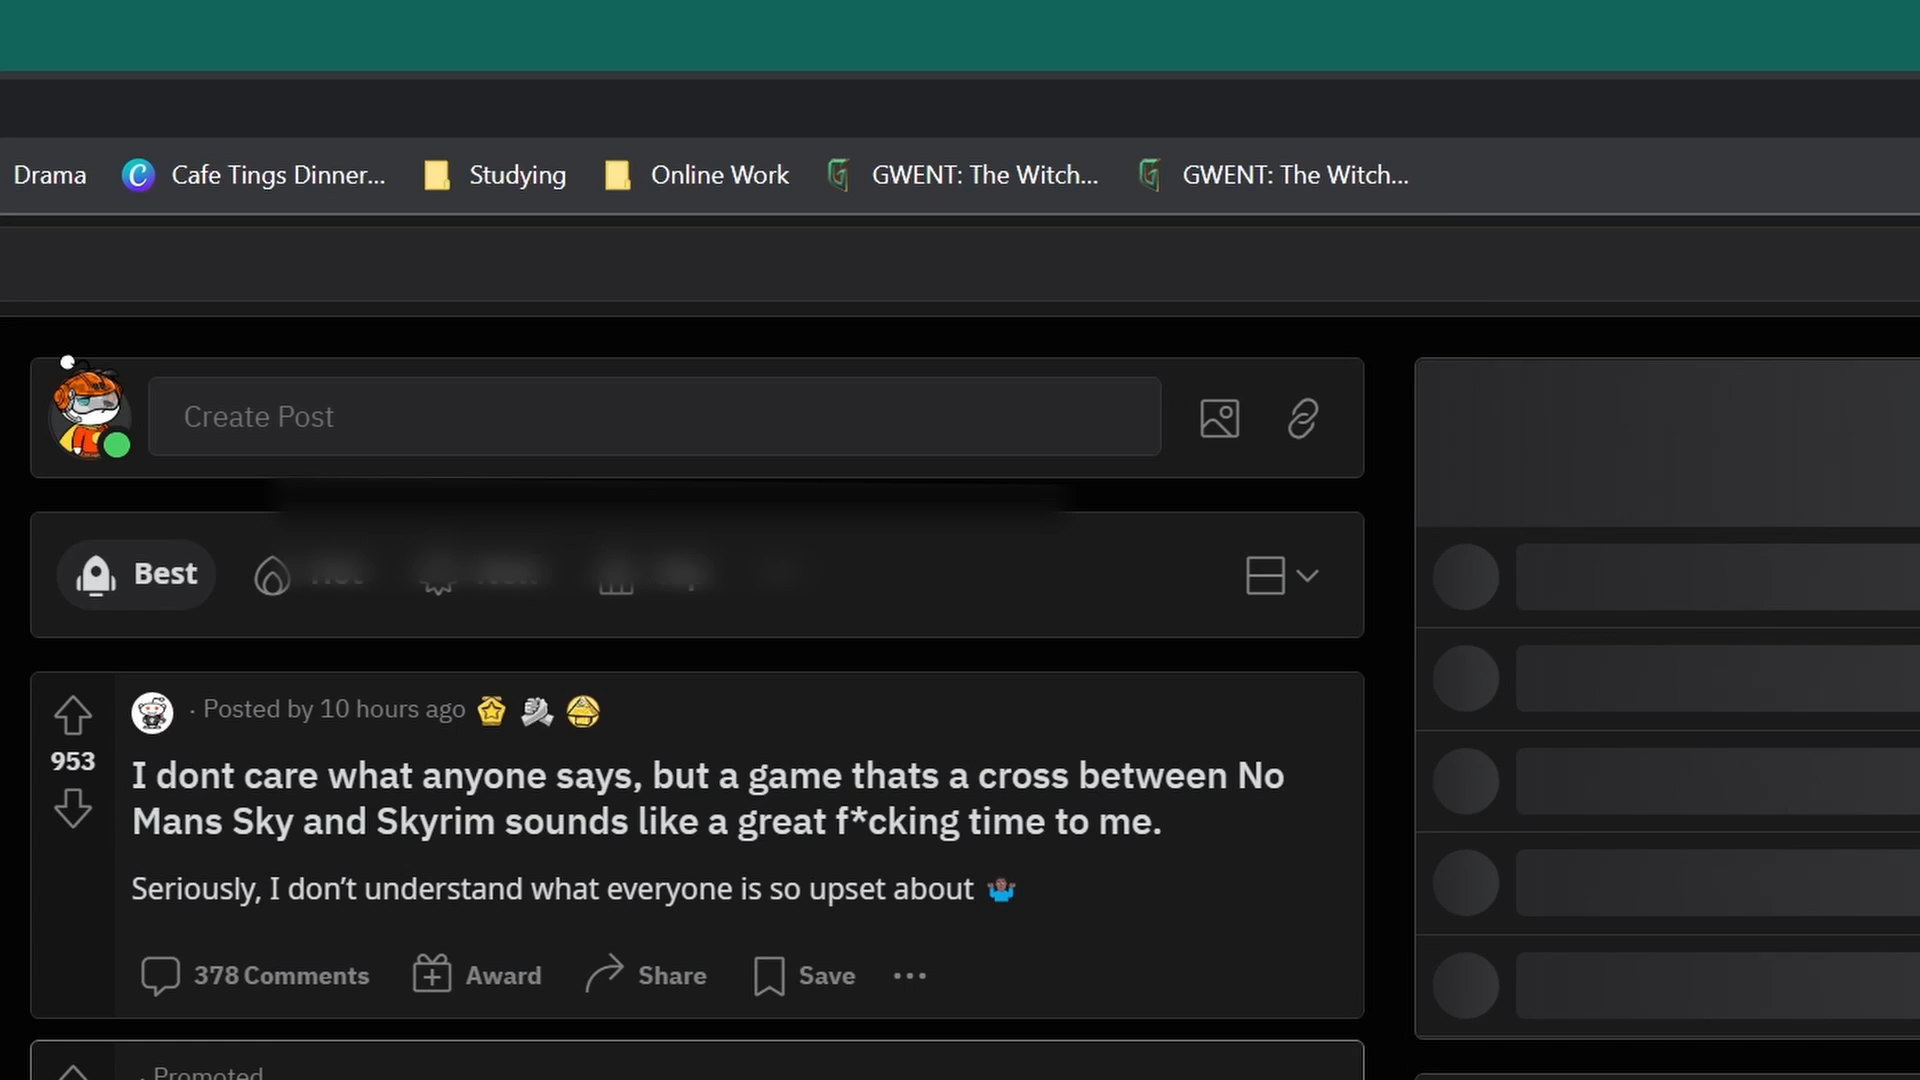 Drama Cafe Tings Dinner... Studying Online Work GWENT: The Witch... GWENT: The Witch...
Create Post
Best
· Posted by 10 hours ago
953
I dont care what anyone says, but a game thats a cross between No
Mans Sky and Skyrim sounds like a great f*cking time to me.
Seriously, I don’t understand what everyone is so upset about
378 Comments Award Share Save
· Promoted